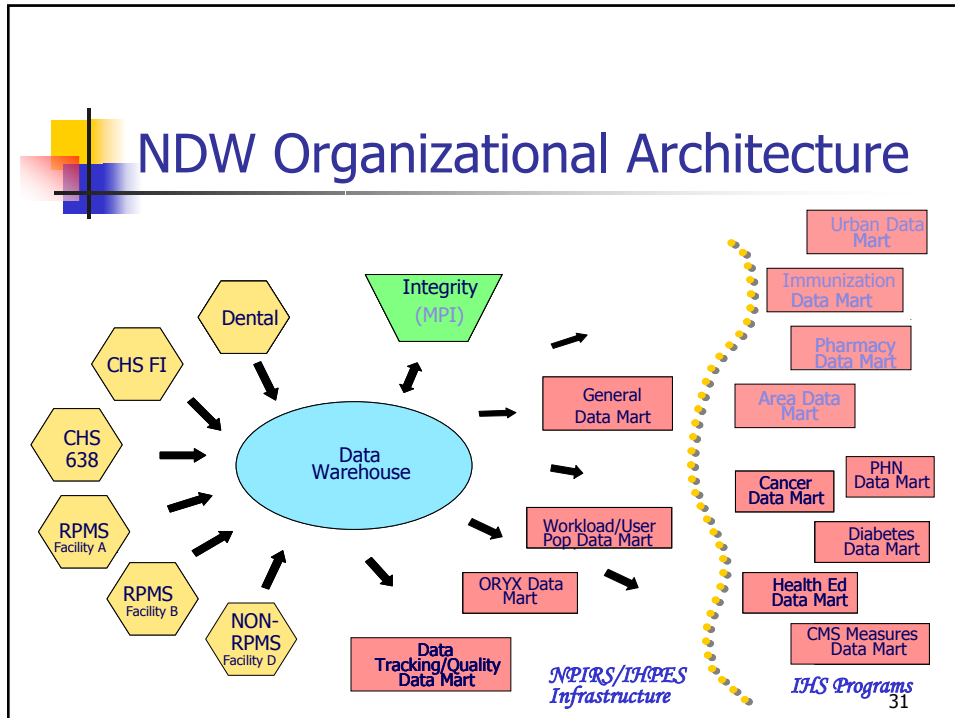 NDW Organizational Architecture
Urban Data
Mart
Immunization
Data Mart
Pharmacy
Data Mart
Area Data
Mart
Integrity
(MPI)
Dental
CHS FI
CHS
638
RPMS
Facility A
RPMS
Facility B
NON-
RPMS
Facility D
Data
Warehouse
General
Data Mart
Workload/User
Pop Data Mart
ORYX Data
Mart
Data
Tracking/Quality
Data Mart
Cancer
Data Mart
PHN
Data Mart
Diabetes
Data Mart
Health Ed
Data Mart
CMS Measures
Data Mart
NPIRS/IHPES
Infrastructure
IHS Programs
31